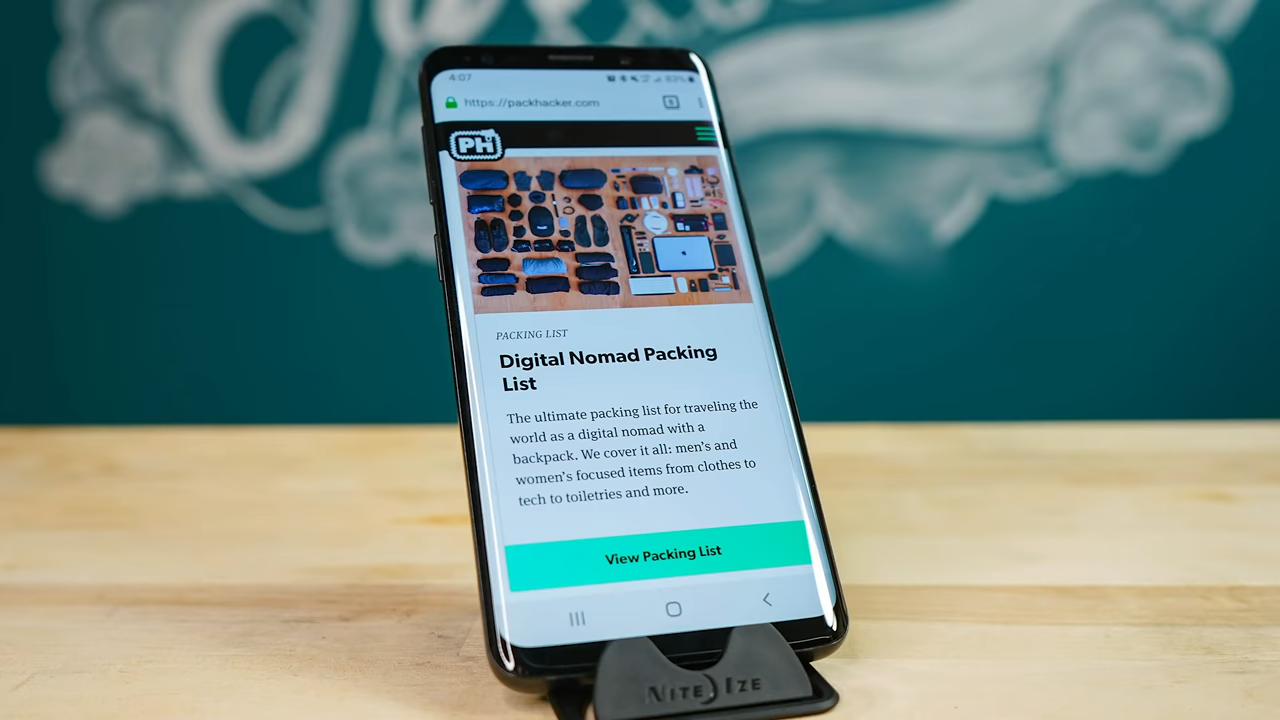 4:07
83%
https://packhacker.com
PH
PACKING LIST
Digital Nomad Packing
List
The ultimate packing list for traveling the
world as a digital nomad with a
backpack. We cover it all: men's and
women's focused items from clothes to
tech to toiletries and more.
View Packing List
NITE IZE